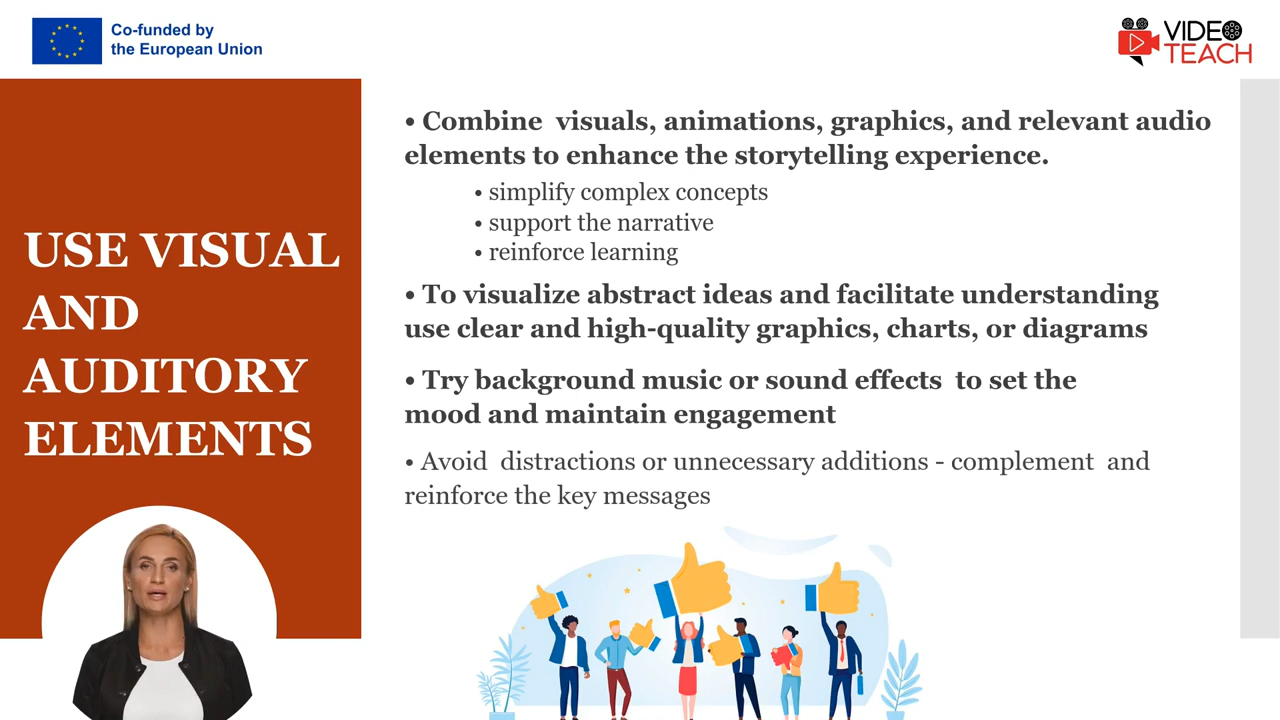 Co-funded by
the European Union
VIDEO
TEACH
USE VISUAL
AND
AUDITORY
ELEMENTS
• Combine visuals, animations, graphics, and relevant audio
elements to enhance the storytelling experience.
• simplify complex concepts
• support the narrative
• reinforce learning
• To visualize abstract ideas and facilitate understanding
use clear and high-quality graphics, charts, or diagrams
• Try background music or sound effects to set the
mood and maintain engagement
• Avoid distractions or unnecessary additions - complement and
reinforce the key messages